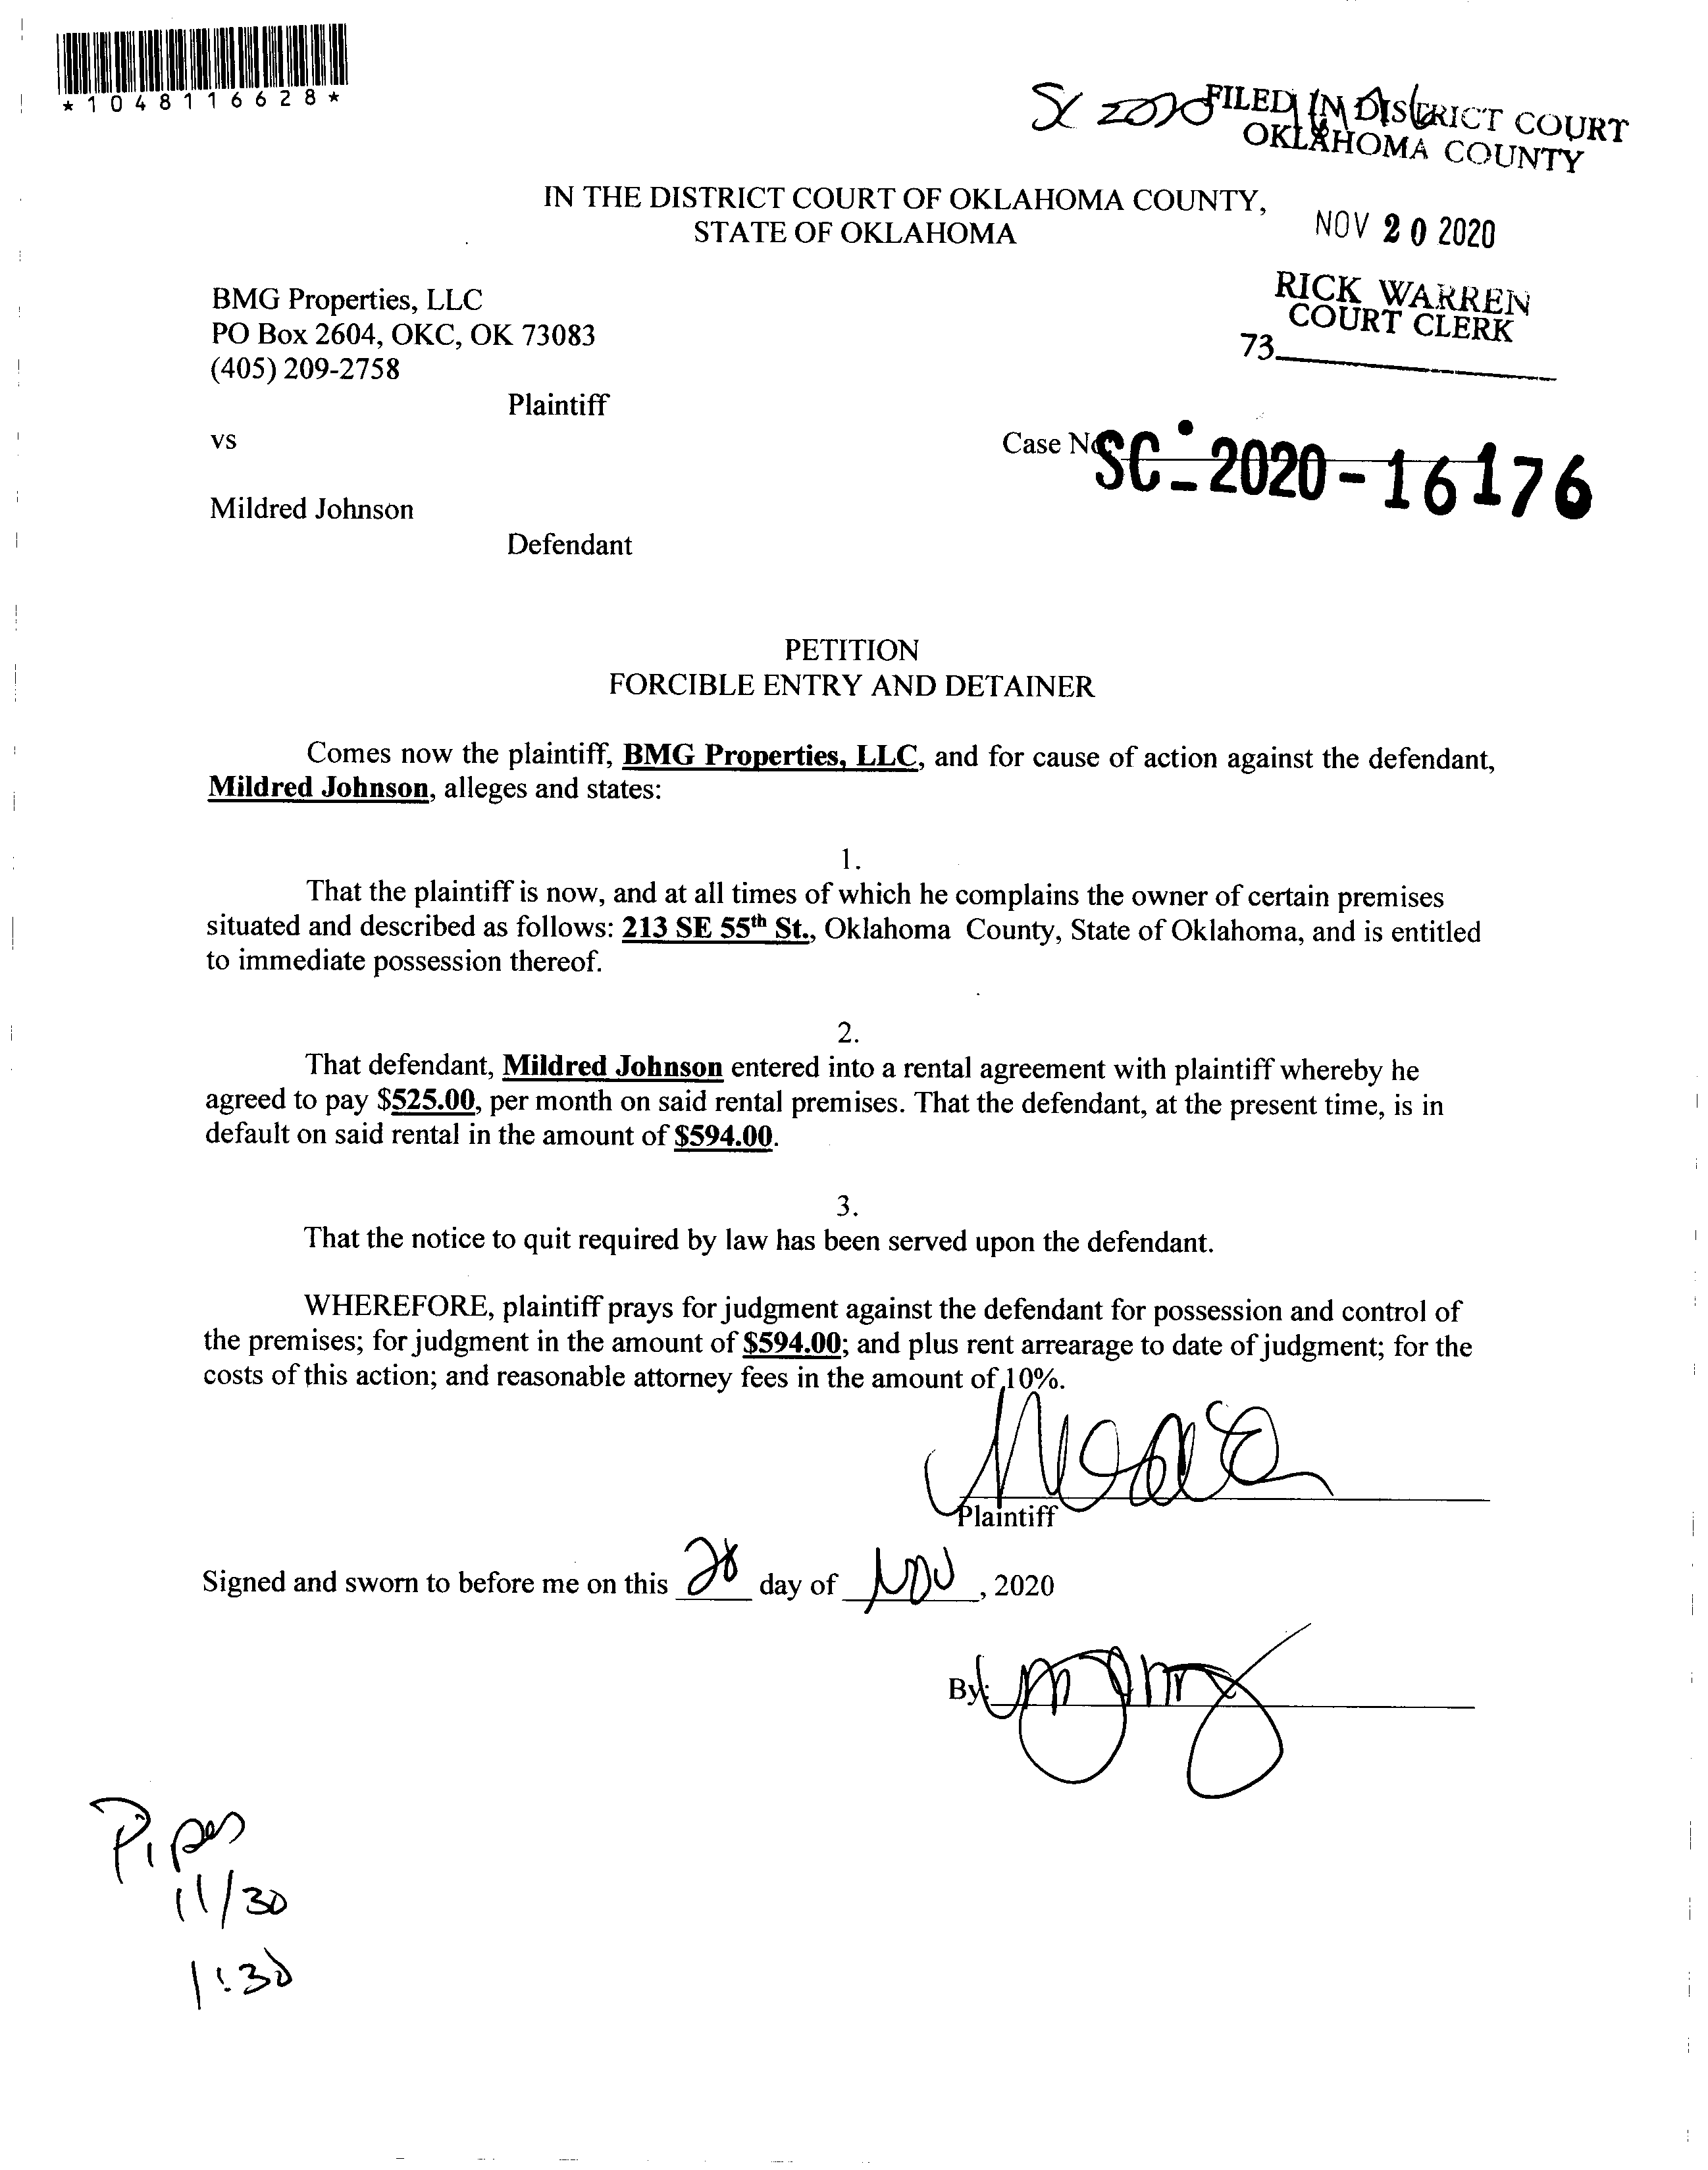 *1048116628*
SC 2020
FILED IN DISTRICT COURT
OKLAHOMA COUNTY
IN THE DISTRICT COURT OF OKLAHOMA COUNTY,
STATE OF OKLAHOMA
NOV 20 2020
RICK WARREN
COURT CLERK
73
BMG Properties, LLC
PO Box 2604, OKC, OK 73083
(405) 209-2758
Plaintiff
vs
Case No. SC-2020-16176
Mildred Johnson
Defendant
PETITION
FORCIBLE ENTRY AND DETAINER
Comes now the plaintiff, BMG Properties, LLC, and for cause of action against the defendant,
Mildred Johnson, alleges and states:
1.
That the plaintiff is now, and at all times of which he complains the owner of certain premises
situated and described as follows: 213 SE 55th St., Oklahoma County, State of Oklahoma, and is entitled
to immediate possession thereof.
2.
That defendant, Mildred Johnson entered into a rental agreement with plaintiff whereby he
agreed to pay $525.00, per month on said rental premises. That the defendant, at the present time, is in
default on said rental in the amount of $594.00.
3.
That the notice to quit required by law has been served upon the defendant.
WHEREFORE, plaintiff prays for judgment against the defendant for possession and control of
the premises; for judgment in the amount of $594.00; and plus rent arrearage to date of judgment; for the
costs of this action; and reasonable attorney fees in the amount of 10%.
Plaintiff
Signed and sworn to before me on this day of Nov, 2020
By:
Pipes
11/30
1:30